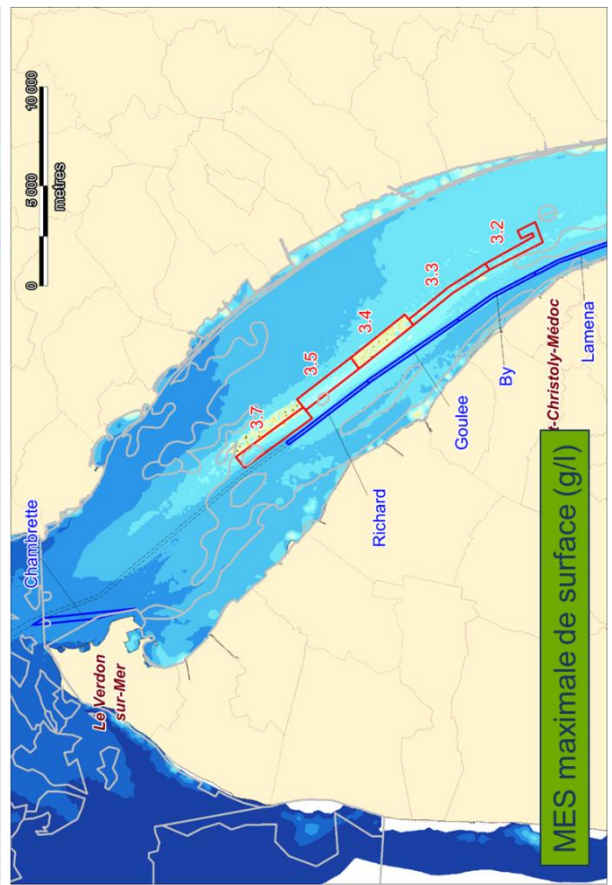 0
5 000
10 000
metres
Chambrette
Le Verdon
sur-Mer
3.7
3.5
3.4
3.3
3.2
Richard
Goulee
By
Lamena
t-Christoly-Médoc
MES maximale de surface (g/l)